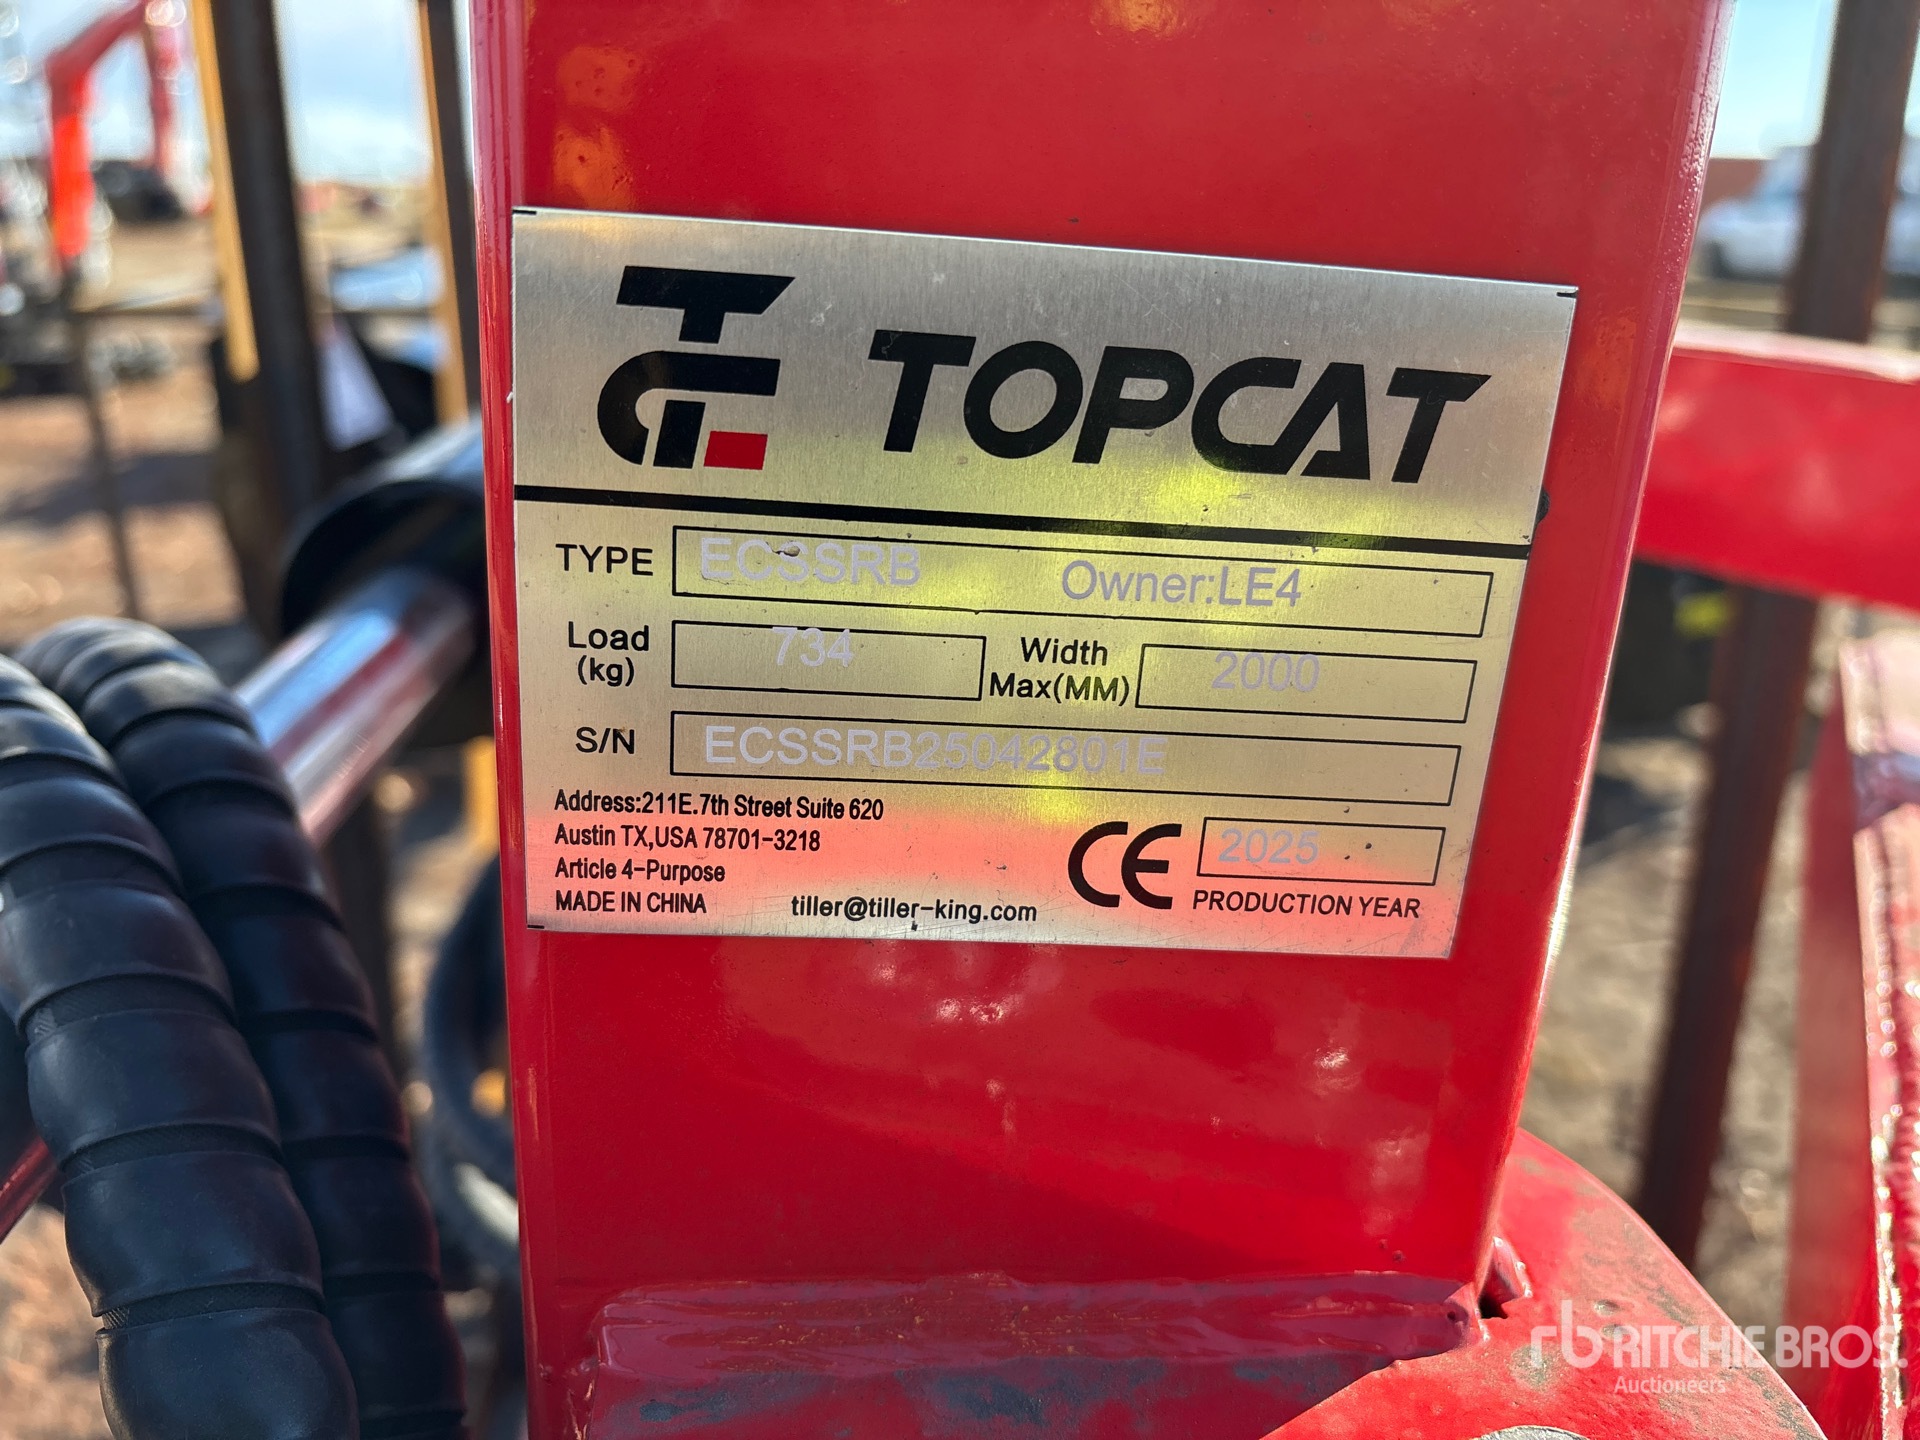 TOPCAT
TYPE ECSSRB Owner:LE4
Load (kg) 734 Width Max(MM) 2000
S/N ECSSRB25042801E
Address:211E.7th Street Suite 620
Austin TX,USA 78701-3218
Article 4-Purpose
MADE IN CHINA tiller@tiller-king.com
CE 2025
PRODUCTION YEAR
rb RITCHIE BROS.
Auctioneers